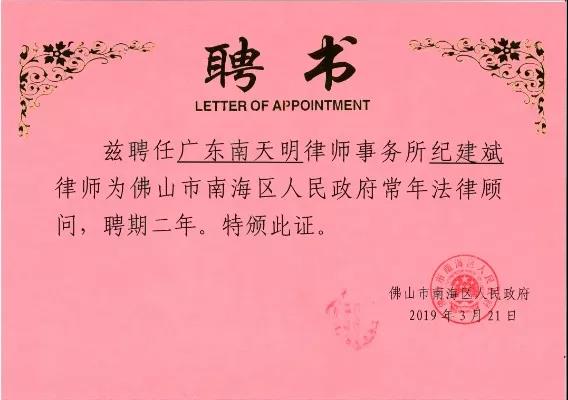 聘 书
LETTER OF APPOINTMENT
兹聘任广东南天明律师事务所纪建斌
律师为佛山市南海区人民政府常年法律顾
问，聘期二年。特颁此证。
佛山市南海区人民政府
2019年3月21日